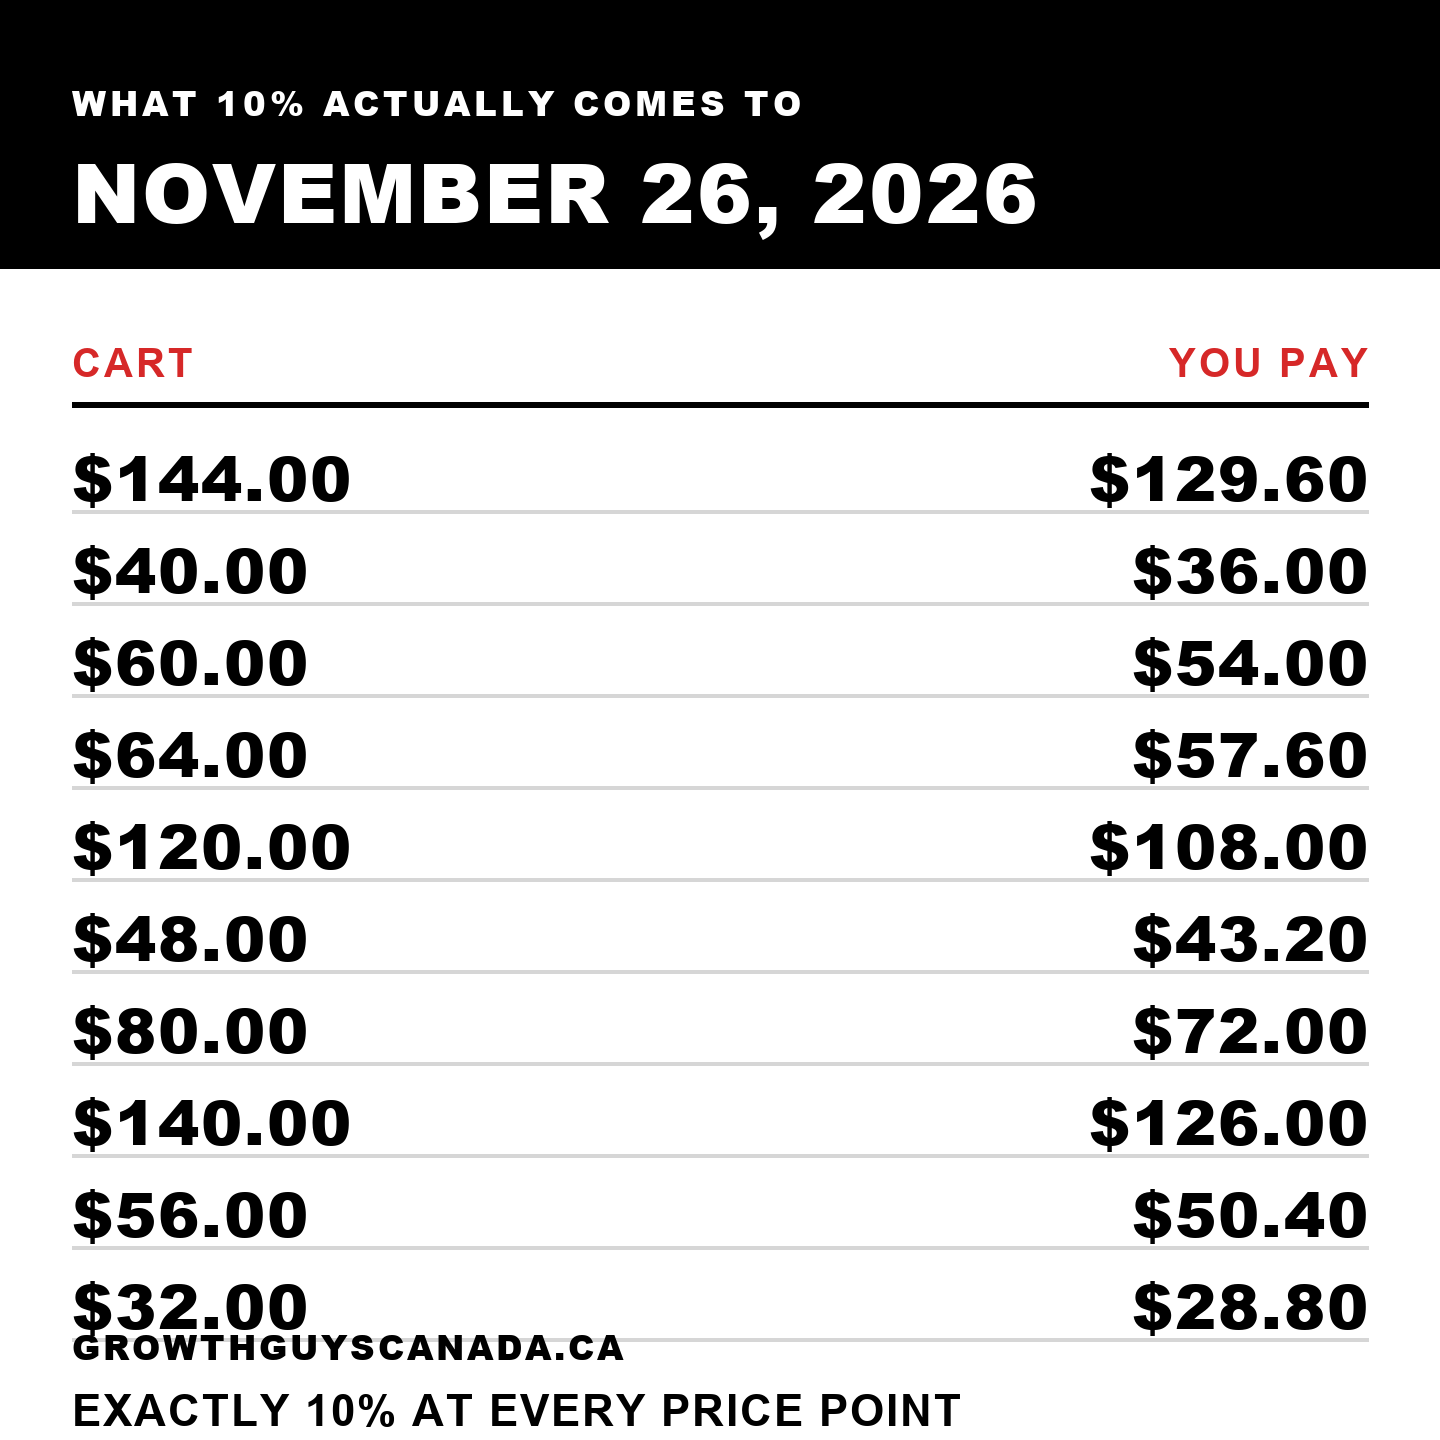 WHAT 10% ACTUALLY COMES TO
NOVEMBER 26, 2026
CART YOU PAY
$144.00 $129.60
$40.00 $36.00
$60.00 $54.00
$64.00 $57.60
$120.00 $108.00
$48.00 $43.20
$80.00 $72.00
$140.00 $126.00
$56.00 $50.40
$32.00 $28.80
GROWTHGUYSCANADA.CA
EXACTLY 10% AT EVERY PRICE POINT